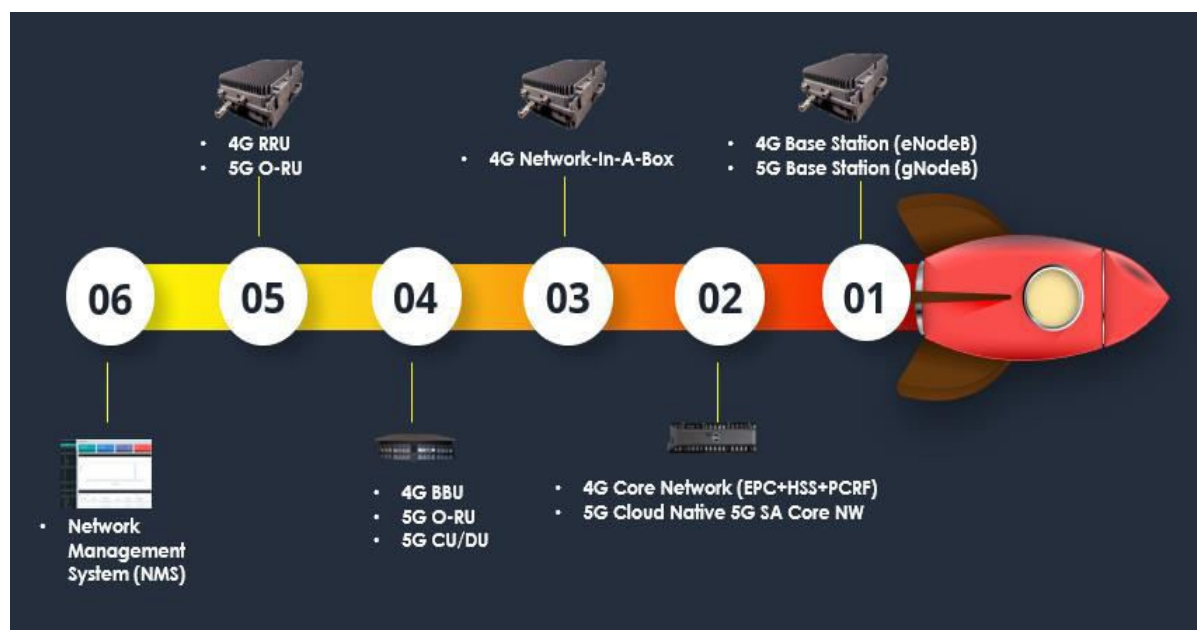 • 4G RRU
• 5G O-RU
• 4G Network-In-A-Box
• 4G Base Station (eNodeB)
• 5G Base Station (gNodeB)
06
05
04
03
02
01
• Network
Management
System (NMS)
• 4G BBU
• 5G O-RU
• 5G CU/DU
• 4G Core Network (EPC+HSS+PCRF)
• 5G Cloud Native 5G SA Core NW